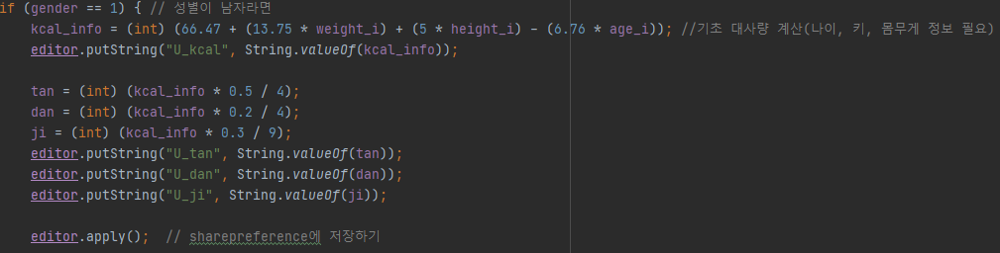 if (gender == 1) { // 성별이 남자라면
kcal_info = (int) (66.47 + (13.75 * weight_i) + (5 * height_i) - (6.76 * age_i)); //기초 대사량 계산(나이, 키, 몸무게 정보 필요)
editor.putString("U_kcal", String.valueOf(kcal_info));
tan = (int) (kcal_info * 0.5 / 4);
dan = (int) (kcal_info * 0.2 / 4);
ji = (int) (kcal_info * 0.3 / 9);
editor.putString("U_tan", String.valueOf(tan));
editor.putString("U_dan", String.valueOf(dan));
editor.putString("U_ji", String.valueOf(ji));
editor.apply(); // sharepreference에 저장하기